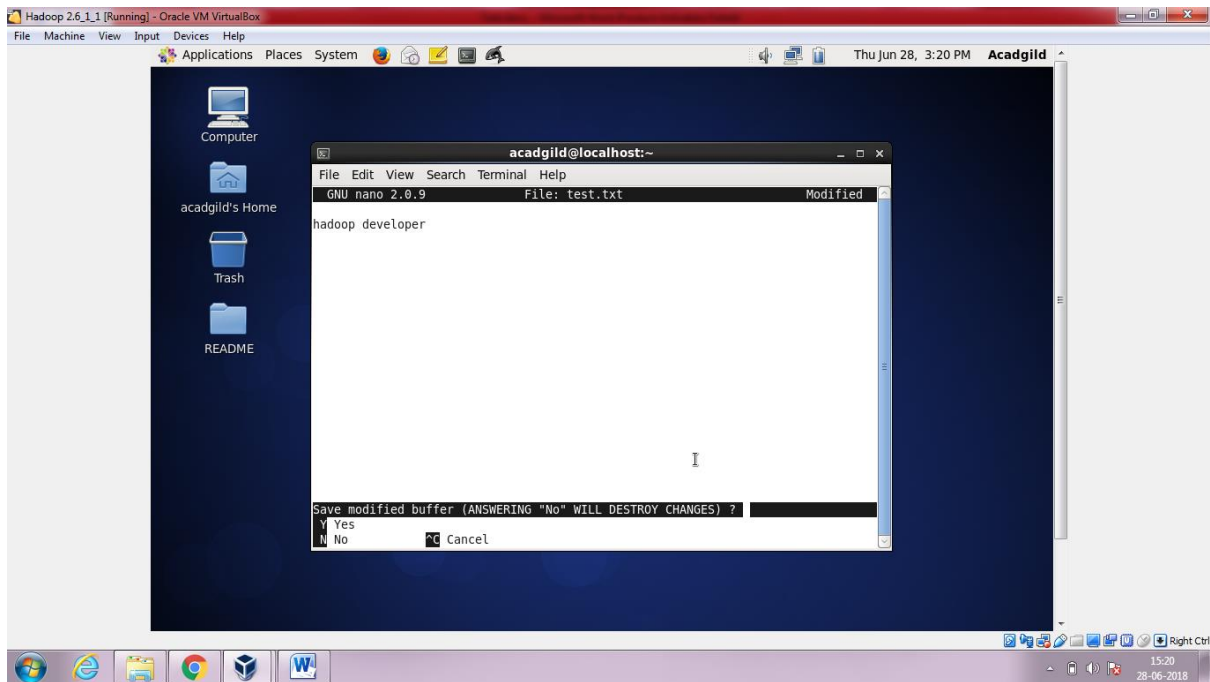 Hadoop 2.6_1_1 [Running] - Oracle VM VirtualBox
File Machine View Input Devices Help
Applications Places System Thu Jun 28, 3:20 PM Acadgild
Computer
acadgild's Home
Trash
README
acadgild@localhost:~
File Edit View Search Terminal Help
GNU nano 2.0.9 File: test.txt Modified
hadoop developer
Save modified buffer (ANSWERING "No" WILL DESTROY CHANGES) ?
Y Yes
N No ^C Cancel
Right Ctrl
15:20
28-06-2018